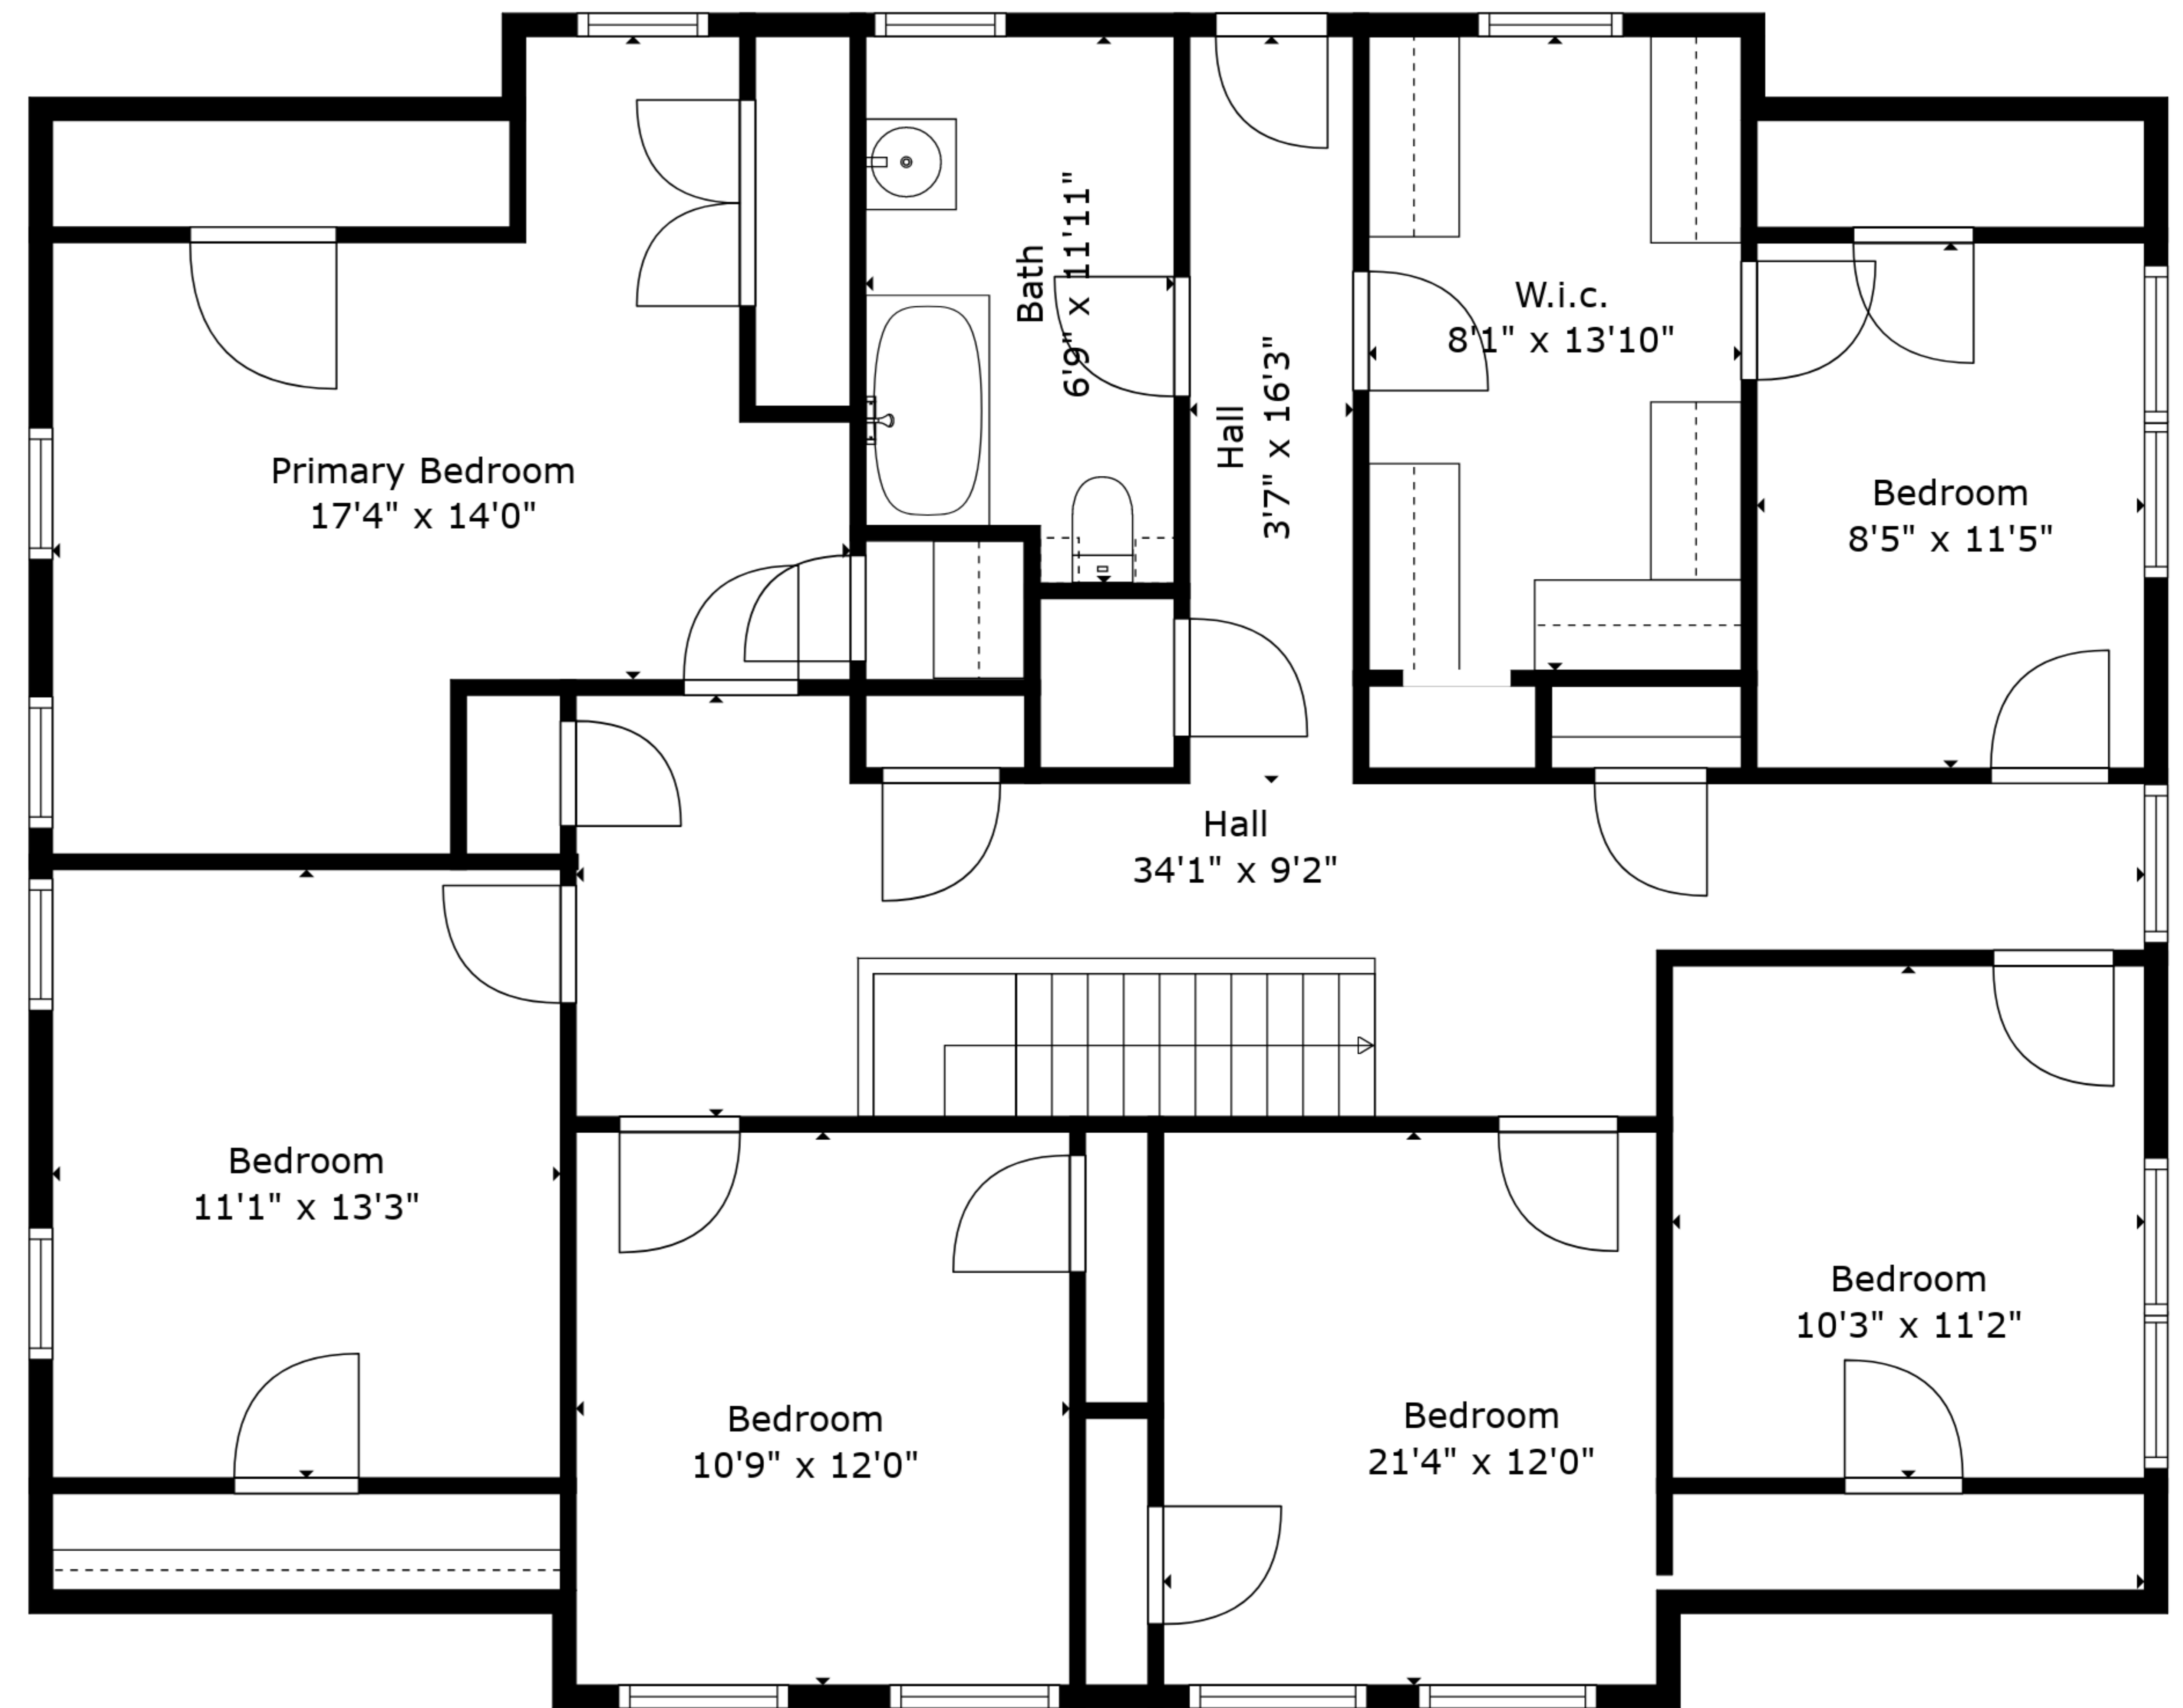 Bath
6'9" x 11'11"
W.i.c.
8'1" x 13'10"
Hall
3'7" x 16'3"
Primary Bedroom
17'4" x 14'0"
Bedroom
8'5" x 11'5"
Hall
34'1" x 9'2"
Bedroom
11'1" x 13'3"
Bedroom
10'3" x 11'2"
Bedroom
10'9" x 12'0"
Bedroom
21'4" x 12'0"